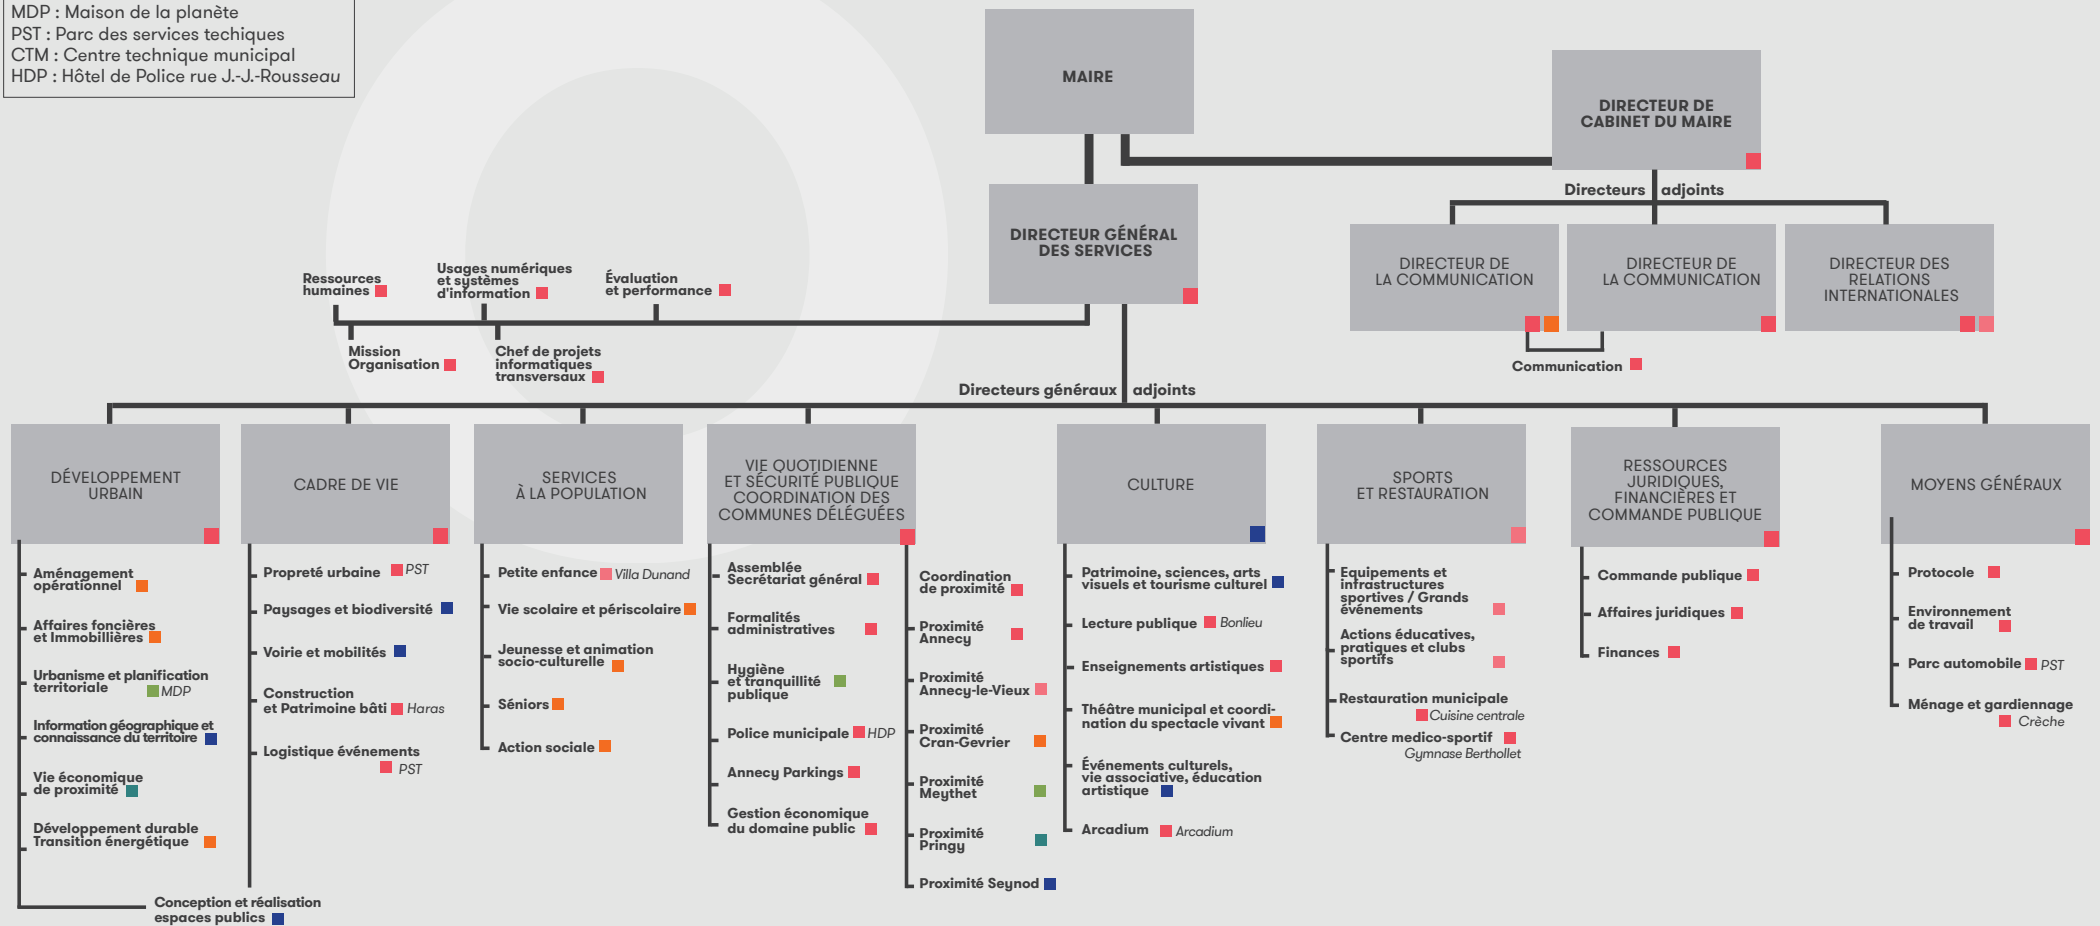 MDP : Maison de la planète
PST : Parc des services techiques
CTM : Centre technique municipal
HDP : Hôtel de Police rue J.-J.-Rousseau
MAIRE
DIRECTEUR DE
CABINET DU MAIRE
Directeurs adjoints
DIRECTEUR GÉNÉRAL
DES SERVICES
DIRECTEUR DE
LA COMMUNICATION
DIRECTEUR DE
LA COMMUNICATION
DIRECTEUR DES
RELATIONS
INTERNATIONALES
Communication
Ressources
humaines
Usages numériques
et systèmes
d'information
Évaluation
et performance
Mission
Organisation
Chef de projets
informatiques
transversaux
Directeurs généraux adjoints
DÉVELOPPEMENT
URBAIN
Aménagement
opérationnel
Affaires foncières
et Immobillières
Urbanisme et planification
territoriale MDP
Information géographique et
connaissance du territoire
Vie économique
de proximité
Développement durable
Transition énergétique
Conception et réalisation
espaces publics
CADRE DE VIE
Propreté urbaine PST
Paysages et biodiversité
Voirie et mobilités
Construction
et Patrimoine bâti Haras
Logistique événements
PST
SERVICES
À LA POPULATION
Petite enfance Villa Dunand
Vie scolaire et périscolaire
Jeunesse et animation
socio-culturelle
Séniors
Action sociale
VIE QUOTIDIENNE
ET SÉCURITÉ PUBLIQUE
COORDINATION DES
COMMUNES DÉLÉGUÉES
Assemblée
Secrétariat général
Formalités
administratives
Hygiène
et tranquillité
publique
Police municipale HDP
Annecy Parkings
Gestion économique
du domaine public
Coordination
de proximité
Proximité
Annecy
Proximité
Annecy-le-Vieux
Proximité
Cran-Gevrier
Proximité
Meythet
Proximité
Pringy
Proximité Seynod
CULTURE
Patrimoine, sciences, arts
visuels et tourisme culturel
Lecture publique Bonlieu
Enseignements artistiques
Théâtre municipal et coordi-
nation du spectacle vivant
Événements culturels,
vie associative, éducation
artistique
Arcadium Arcadium
SPORTS
ET RESTAURATION
Equipements et
infrastructures
sportives / Grands
événements
Actions éducatives,
pratiques et clubs
sportifs
Restauration municipale
Cuisine centrale
Centre medico-sportif
Gymnase Berthollet
RESSOURCES
JURIDIQUES,
FINANCIÈRES ET
COMMANDE PUBLIQUE
Commande publique
Affaires juridiques
Finances
MOYENS GÉNÉRAUX
Protocole
Environnement
de travail
Parc automobile PST
Ménage et gardiennage
Crèche